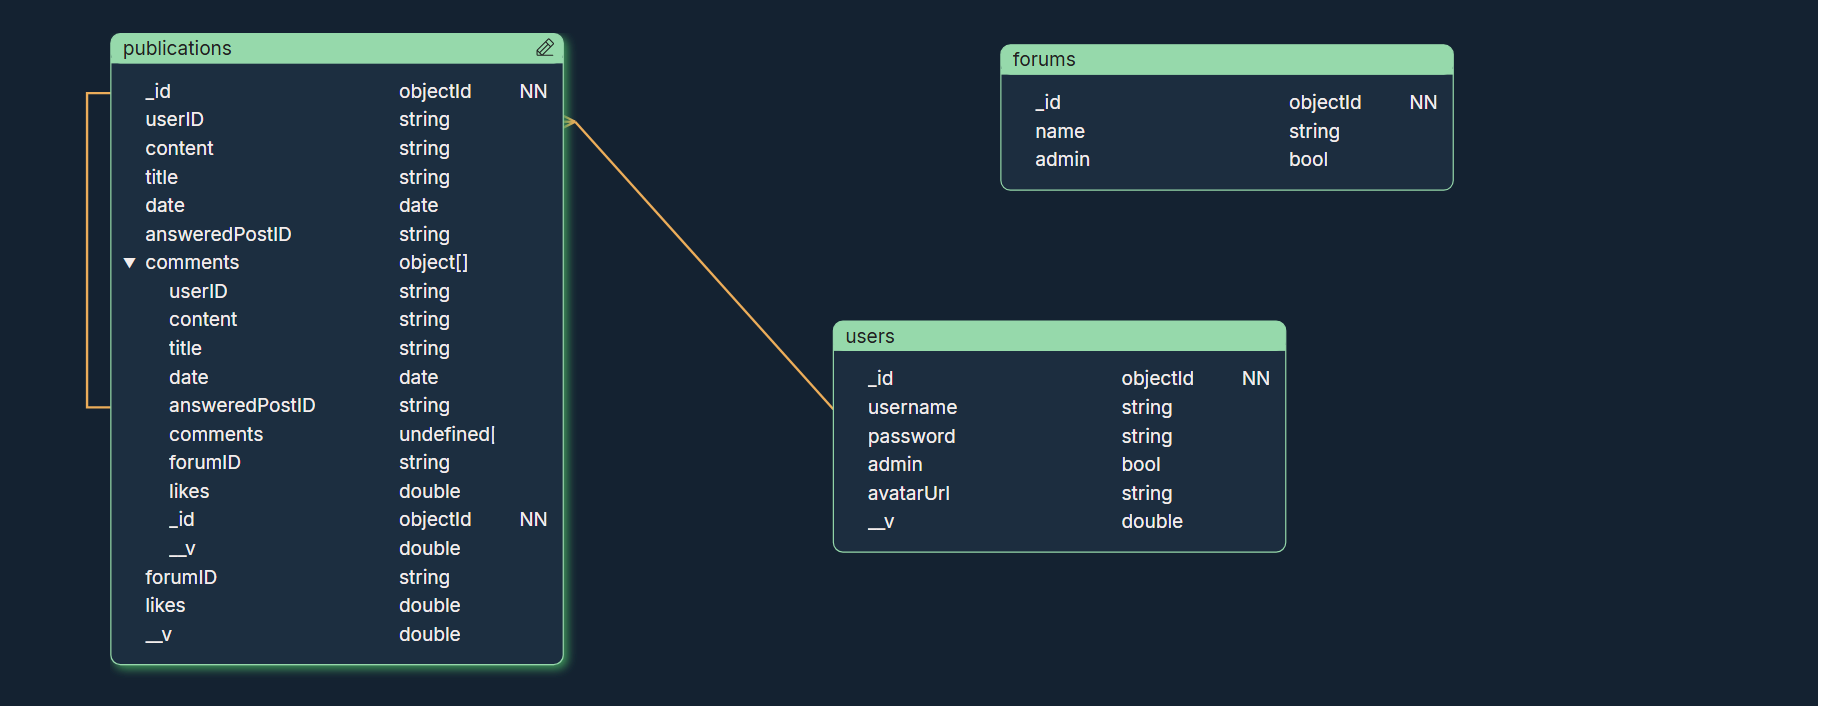 publications
_id objectId NN
userID string
content string
title string
date date
answeredPostID string
▼ comments object[]
userID string
content string
title string
date date
answeredPostID string
comments undefined[
forumID string
likes double
_id objectId NN
__v double
forumID string
likes double
__v double
forums
_id objectId NN
name string
admin bool
users
_id objectId NN
username string
password string
admin bool
avatarUrl string
__v double